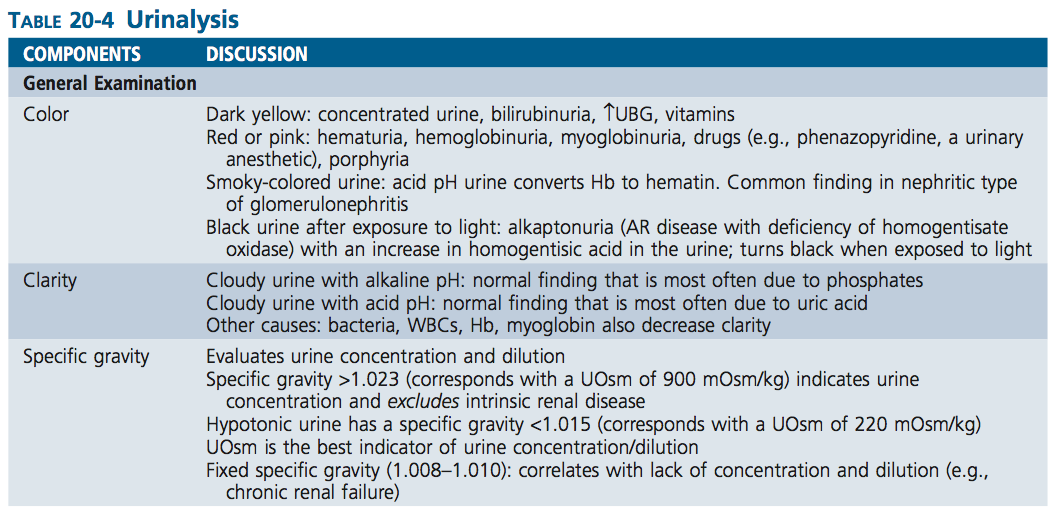 TABLE 20-4 Urinalysis
COMPONENTS DISCUSSION
General Examination
Color Dark yellow: concentrated urine, bilirubinuria, ↑UBG, vitamins
Red or pink: hematuria, hemoglobinuria, myoglobinuria, drugs (e.g., phenazopyridine, a urinary
anesthetic), porphyria
Smoky-colored urine: acid pH urine converts Hb to hematin. Common finding in nephritic type
of glomerulonephritis
Black urine after exposure to light: alkaptonuria (AR disease with deficiency of homogentisate
oxidase) with an increase in homogentisic acid in the urine; turns black when exposed to light
Clarity Cloudy urine with alkaline pH: normal finding that is most often due to phosphates
Cloudy urine with acid pH: normal finding that is most often due to uric acid
Other causes: bacteria, WBCs, Hb, myoglobin also decrease clarity
Specific gravity Evaluates urine concentration and dilution
Specific gravity >1.023 (corresponds with a UOsm of 900 mOsm/kg) indicates urine
concentration and excludes intrinsic renal disease
Hypotonic urine has a specific gravity <1.015 (corresponds with a UOsm of 220 mOsm/kg)
UOsm is the best indicator of urine concentration/dilution
Fixed specific gravity (1.008–1.010): correlates with lack of concentration and dilution (e.g.,
chronic renal failure)